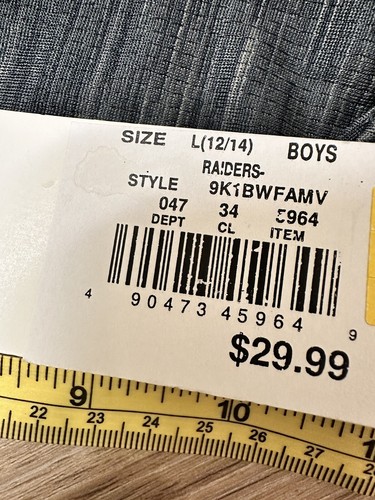 SIZE L(12/14) BOYS
RAIDERS-
STYLE 9K1BWFAMV
047 34 5964
DEPT CL ITEM
4 90473 45964 9
$29.99
9 10
22 23 24 25 26 27